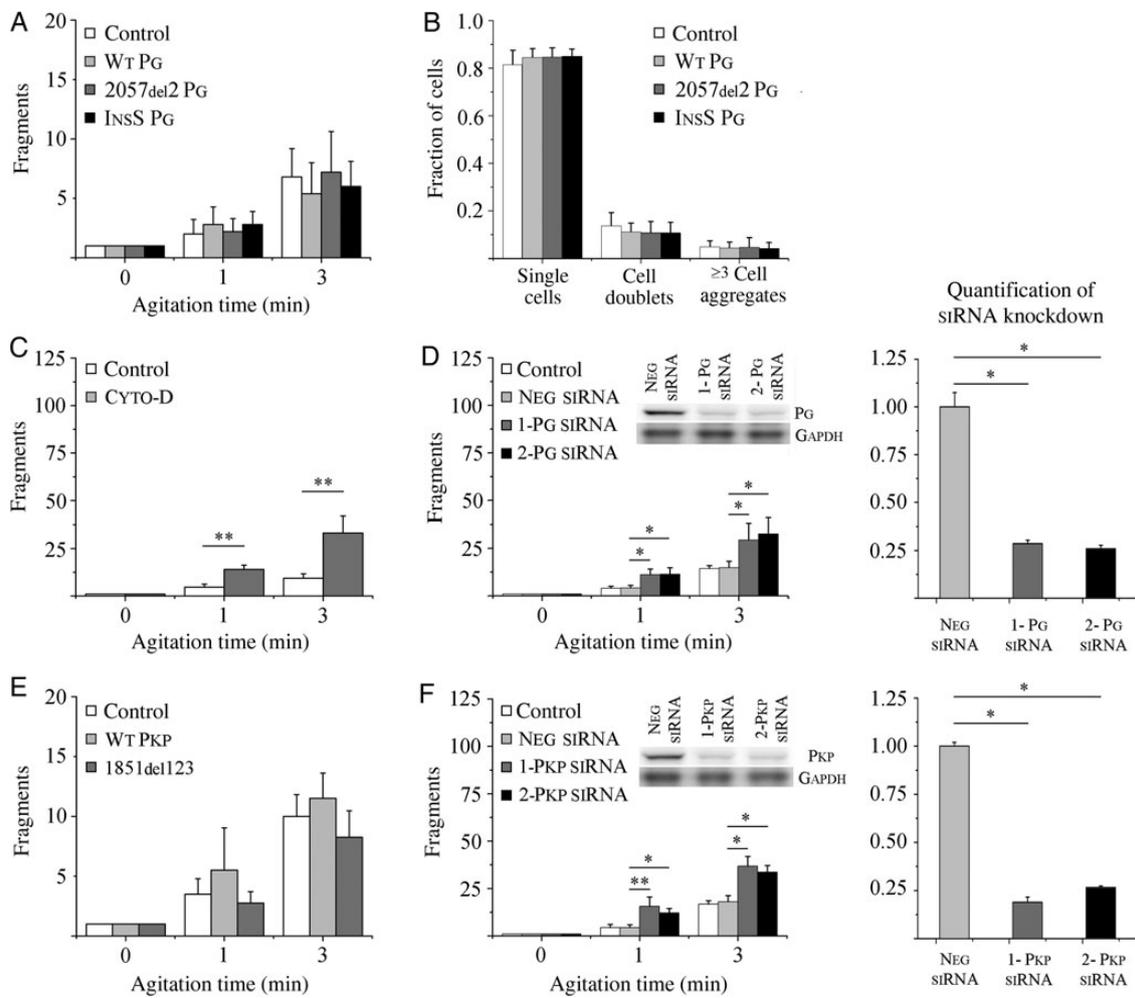 A
20
15
10
5
Fragments
Control
WT PG
2057del2 PG
INSS PG
0
1
3
Agitation time (min)
B
1.0
0.8
0.6
0.4
0.2
Fraction of cells
Control
WT PG
2057del2 PG
INSS PG
Single
cells
Cell
doublets
≥3 Cell
aggregates
C
125
100
75
50
25
Fragments
Control
CYTO-D
**
**
0
1
3
Agitation time (min)
D
125
100
75
50
25
Fragments
Control
NEG SIRNA
1-PG SIRNA
2-PG SIRNA
NEG
SIRNA
1- PG
SIRNA
2- PG
SIRNA
PG
GAPDH
*
*
*
*
0
1
3
Agitation time (min)
Quantification of
SIRNA knockdown
1.25
1.00
0.75
0.50
0.25
*
*
NEG
SIRNA
1- PG
SIRNA
2- PG
SIRNA
E
20
15
10
5
Fragments
Control
WT PKP
1851del123
0
1
3
Agitation time (min)
F
125
100
75
50
25
Fragments
Control
NEG SIRNA
1-PKP SIRNA
2-PKP SIRNA
NEG
SIRNA
1-PKP
SIRNA
2-PKP
SIRNA
PKP
GAPDH
*
**
*
*
0
1
3
Agitation time (min)
1.25
1.00
0.75
0.50
0.25
*
*
NEG
SIRNA
1- PKP
SIRNA
2- PKP
SIRNA